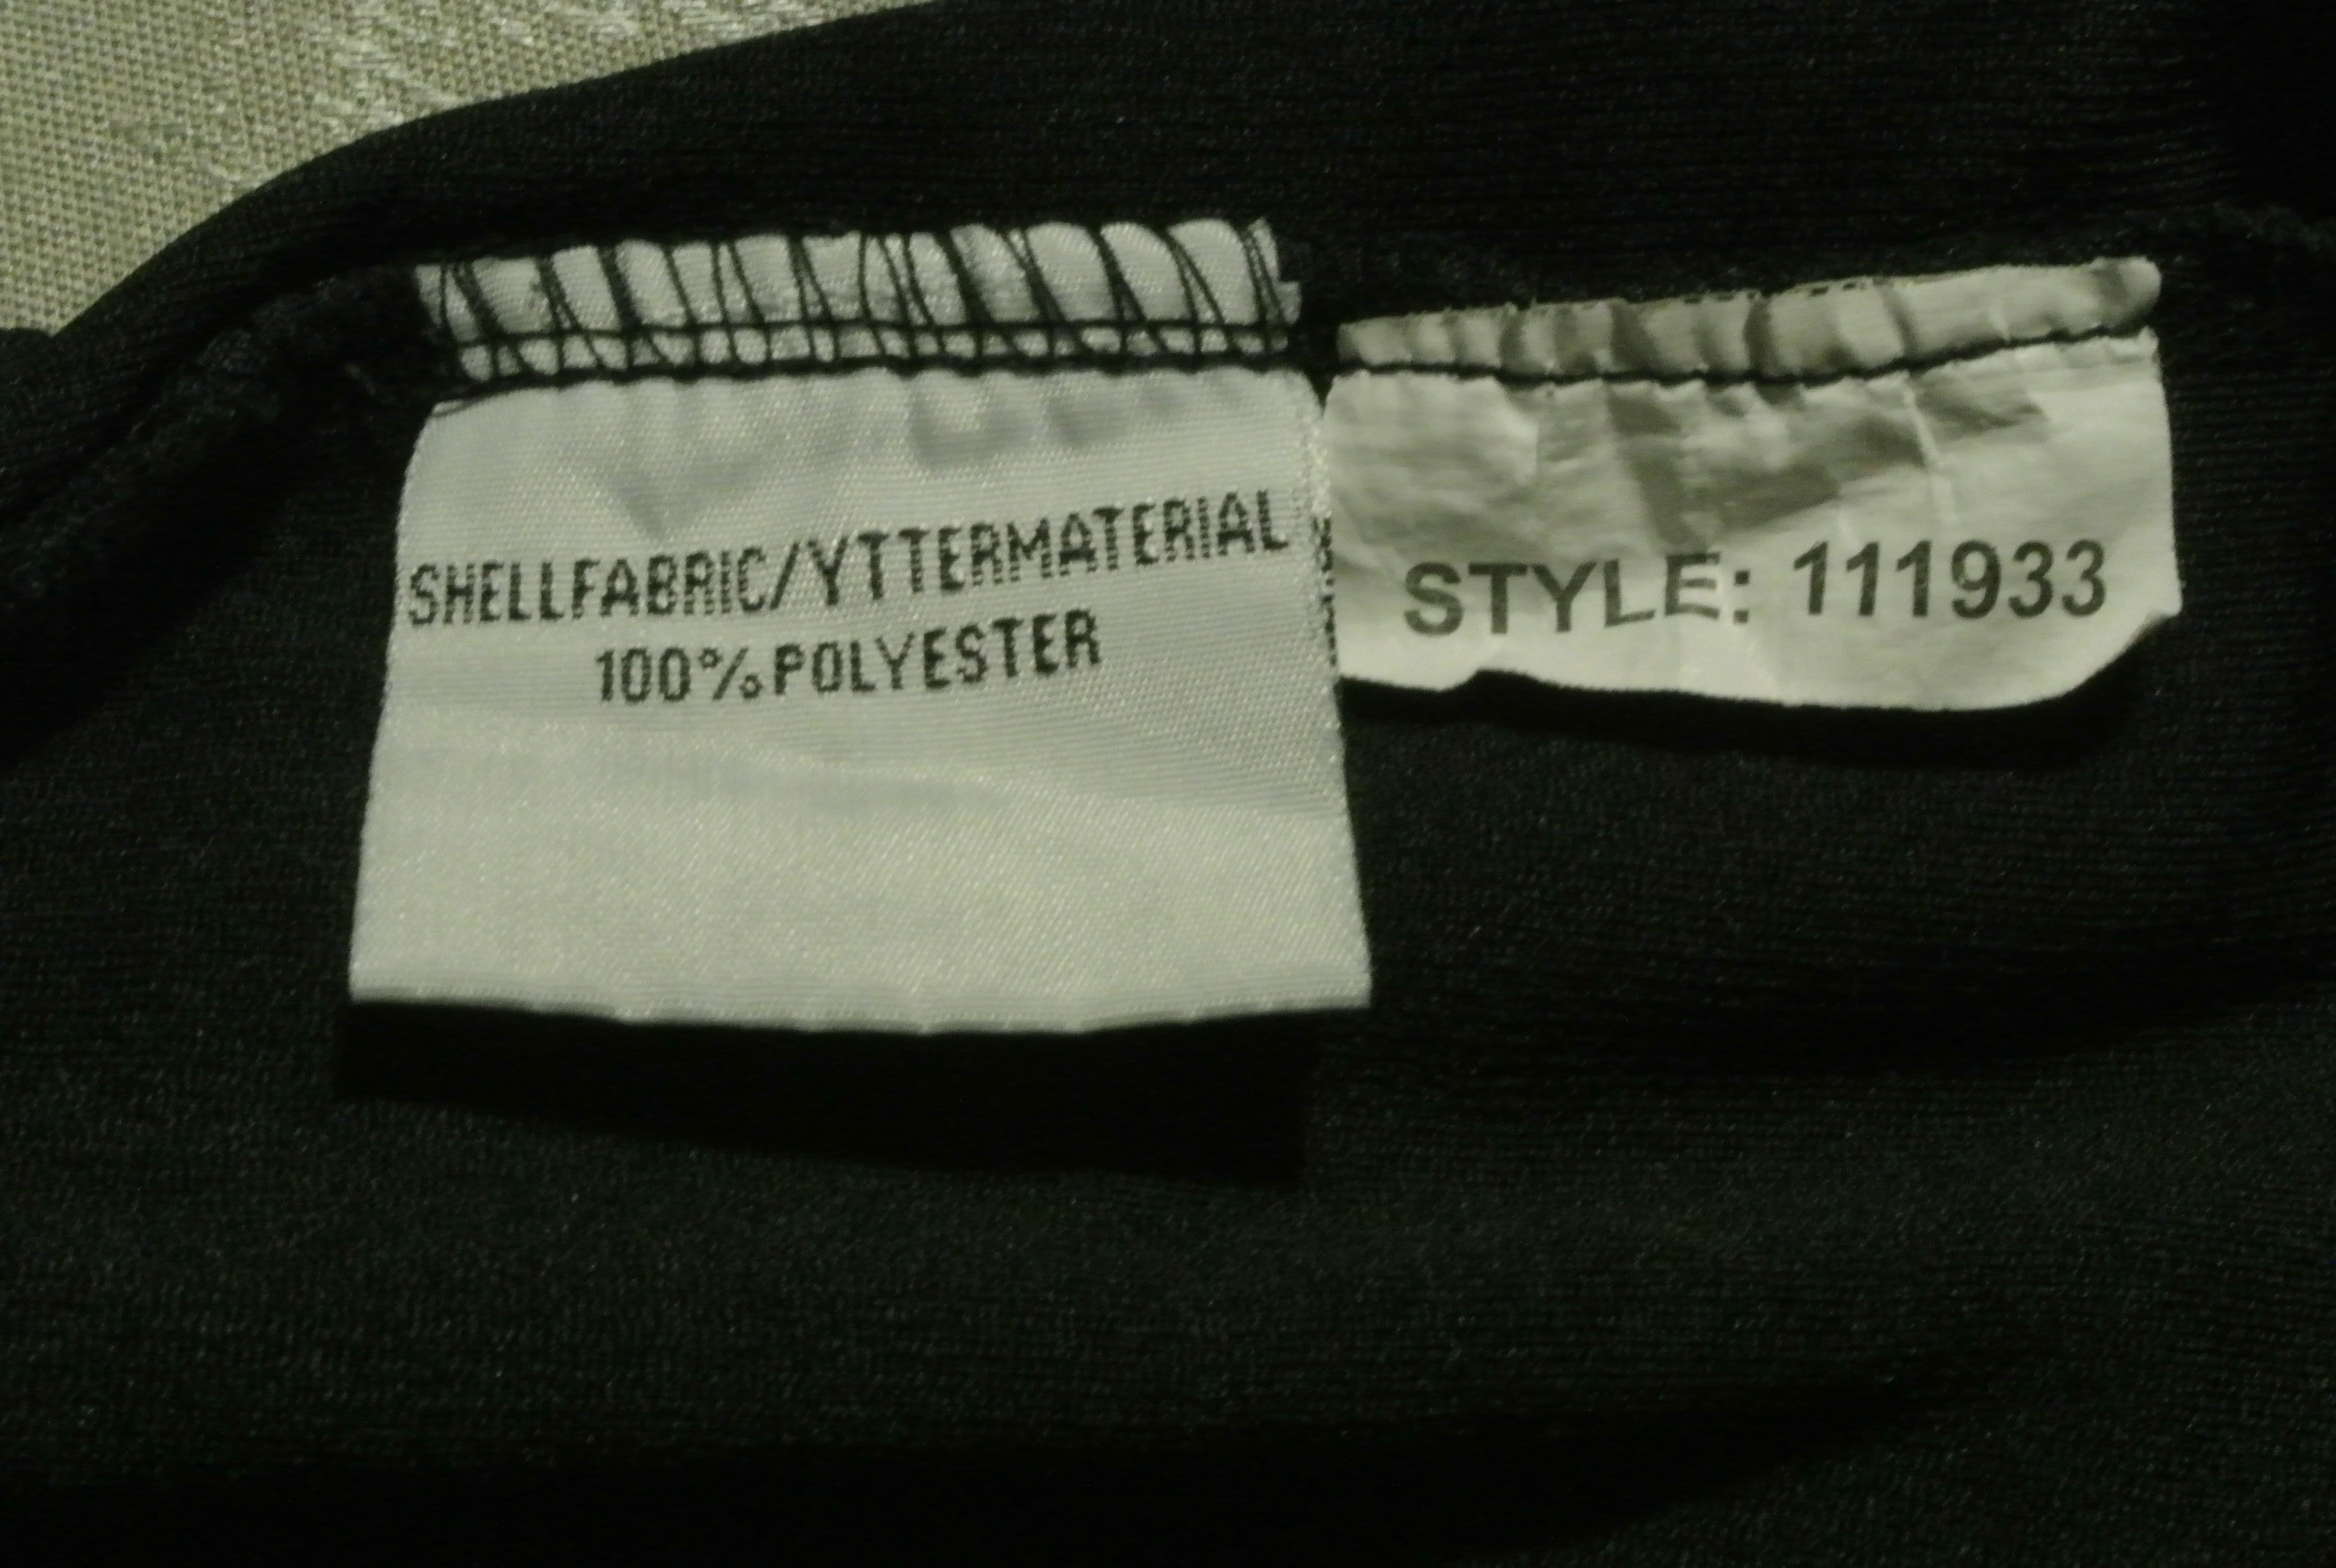 SHELLFABRIC/YTTERMATERIAL
100% POLYESTER
STYLE: 111933